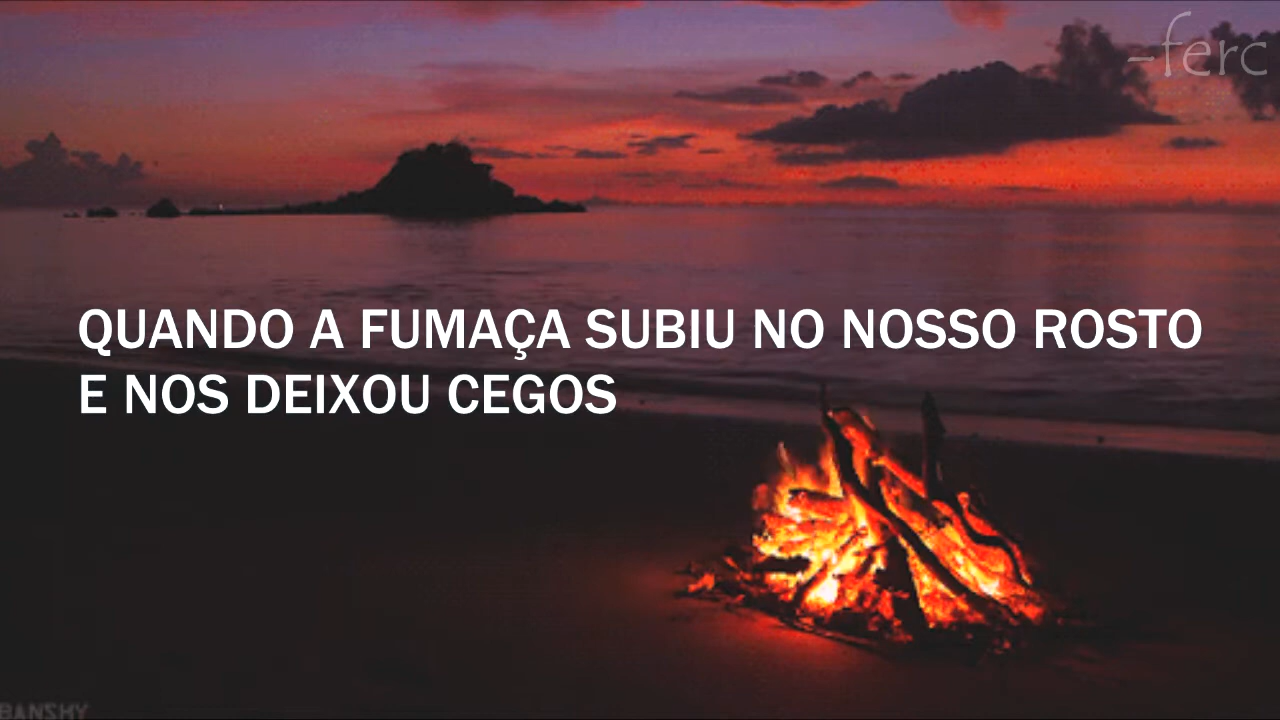 -ferc
QUANDO A FUMAÇA SUBIU NO NOSSO ROSTO
E NOS DEIXOU CEGOS
BANSHY